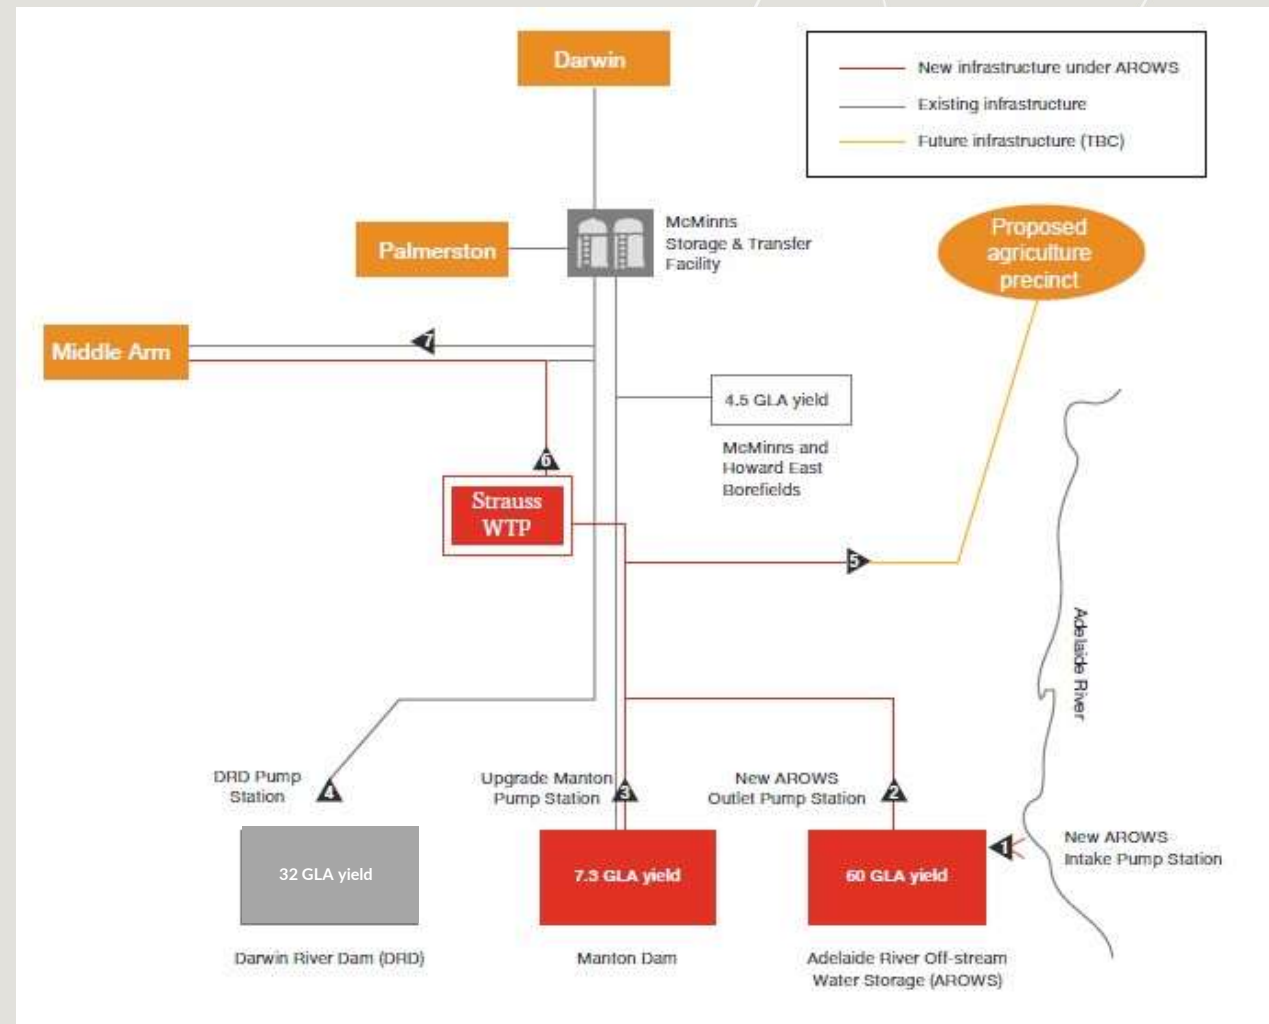 Darwin
New infrastructure under AROWS
Existing infrastructure
Future infrastructure (TBC)
McMinns
Storage & Transfer
Facility
Palmerston
Proposed
agriculture
precinct
7
Middle Arm
4.5 GLA yield
McMinns and
Howard East
Borefields
6
Strauss
WTP
5
Adelaide River
DRD Pump
Station
4
Upgrade Manton
Pump Station
3
New AROWS
Outlet Pump Station
2
1
New AROWS
Intake Pump Station
32 GLA yield
7.3 GLA yield
60 GLA yield
Darwin River Dam (DRD)
Manton Dam
Adelaide River Off-stream
Water Storage (AROWS)